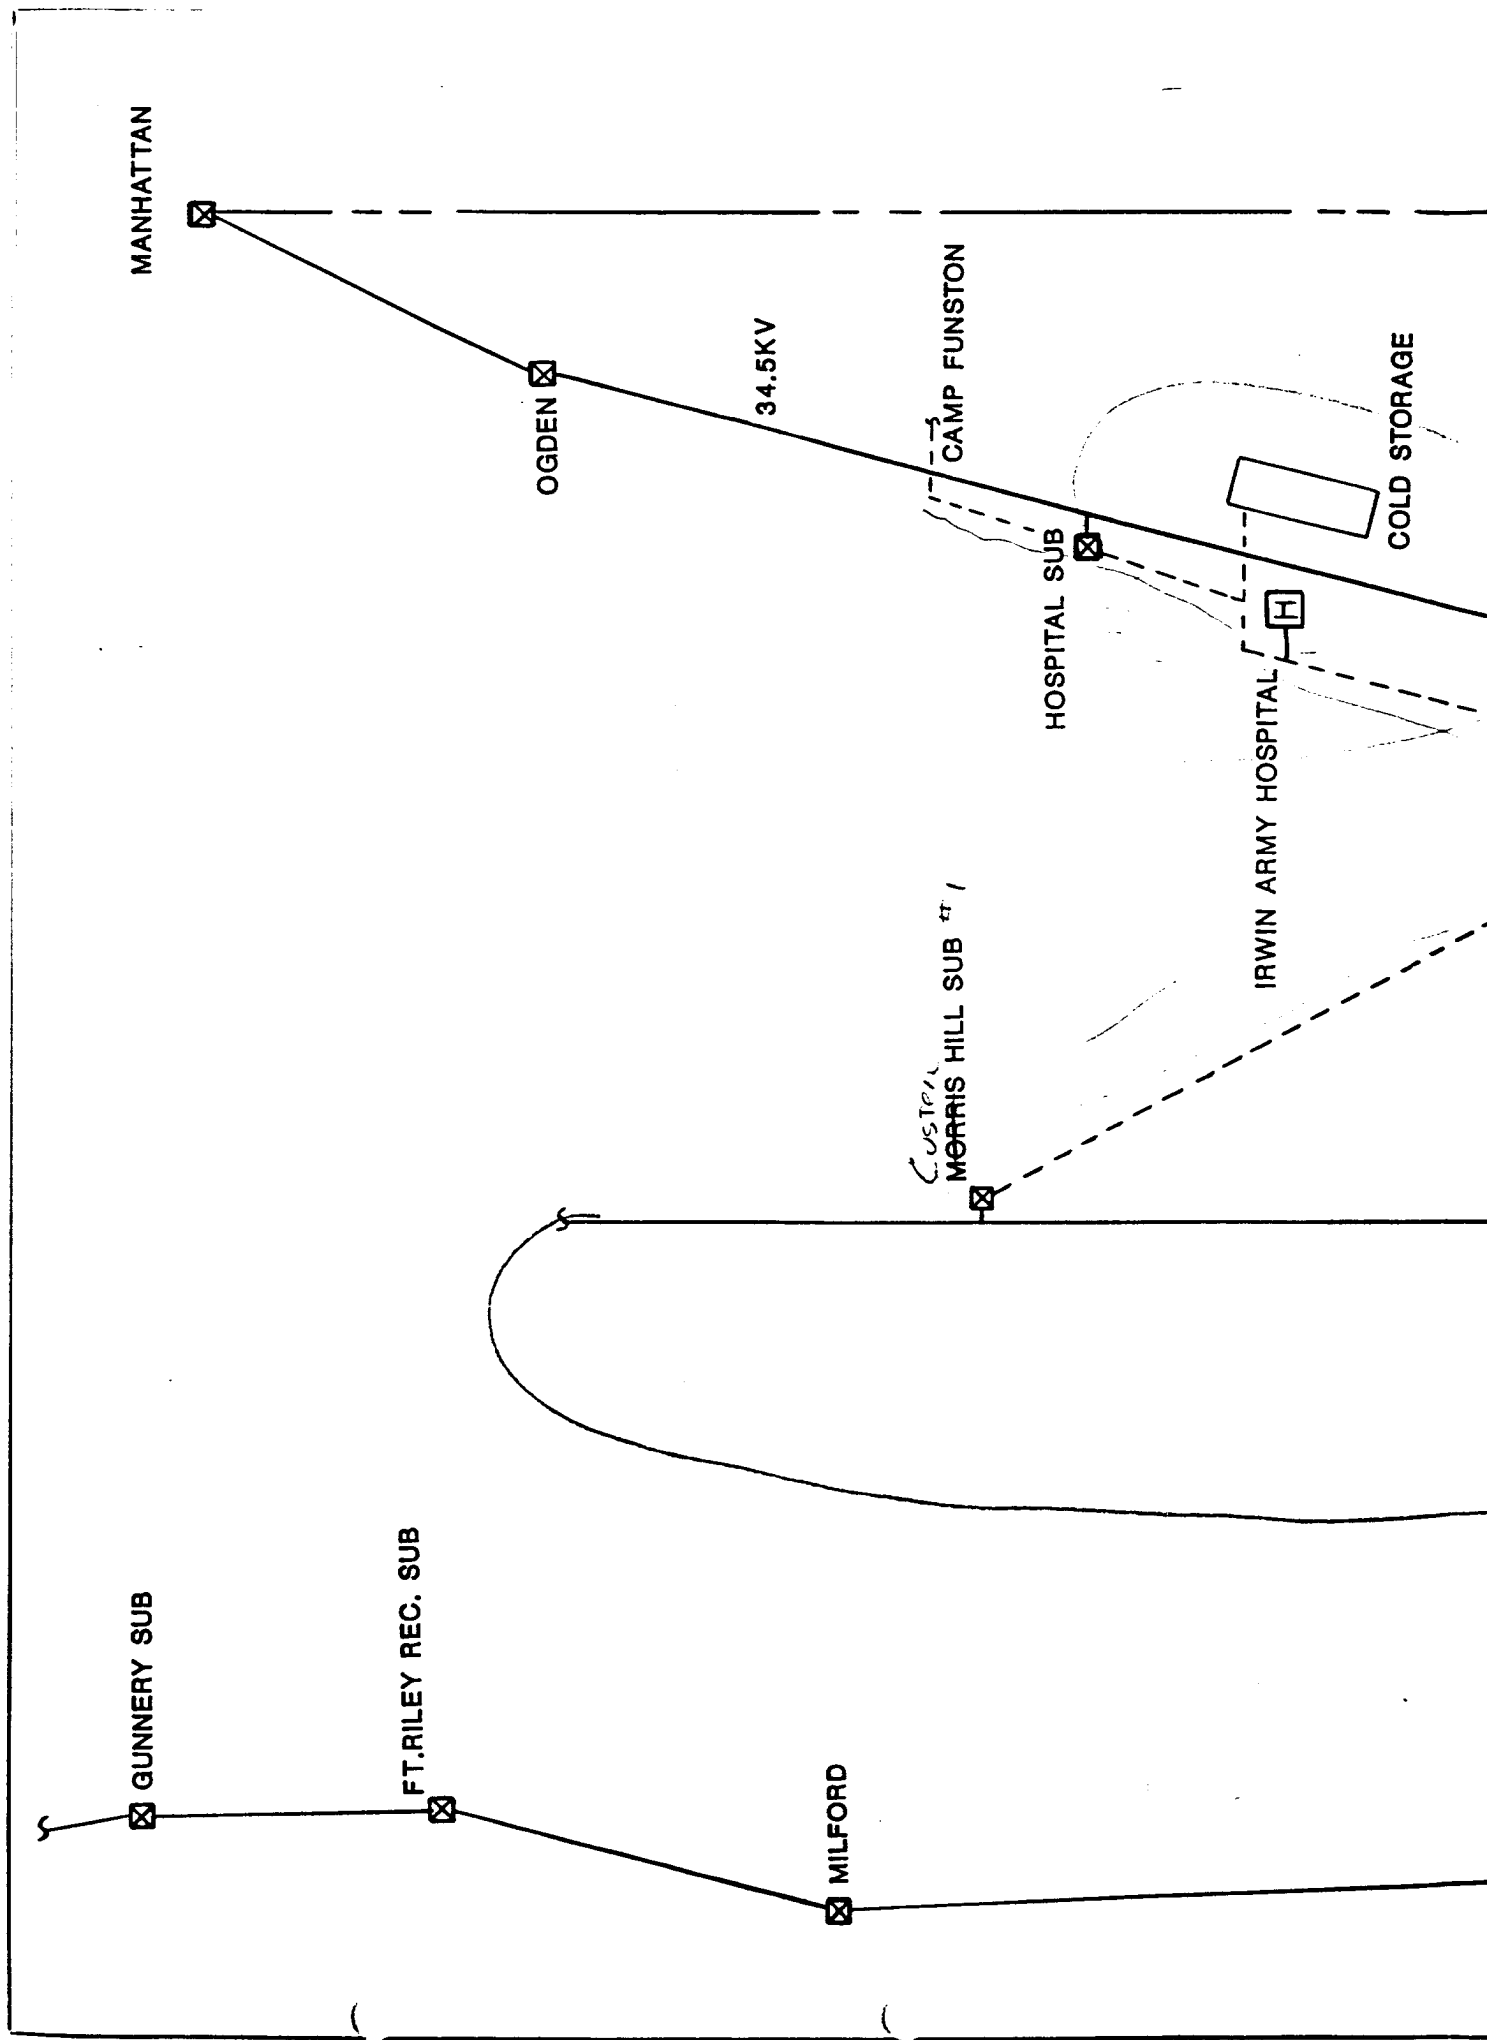 MANHATTAN
OGDEN
34.5KV
CAMP FUNSTON
HOSPITAL SUB
COLD STORAGE
H
IRWIN ARMY HOSPITAL
Custer
MORRIS HILL SUB #1
GUNNERY SUB
FT.RILEY REC. SUB
MILFORD